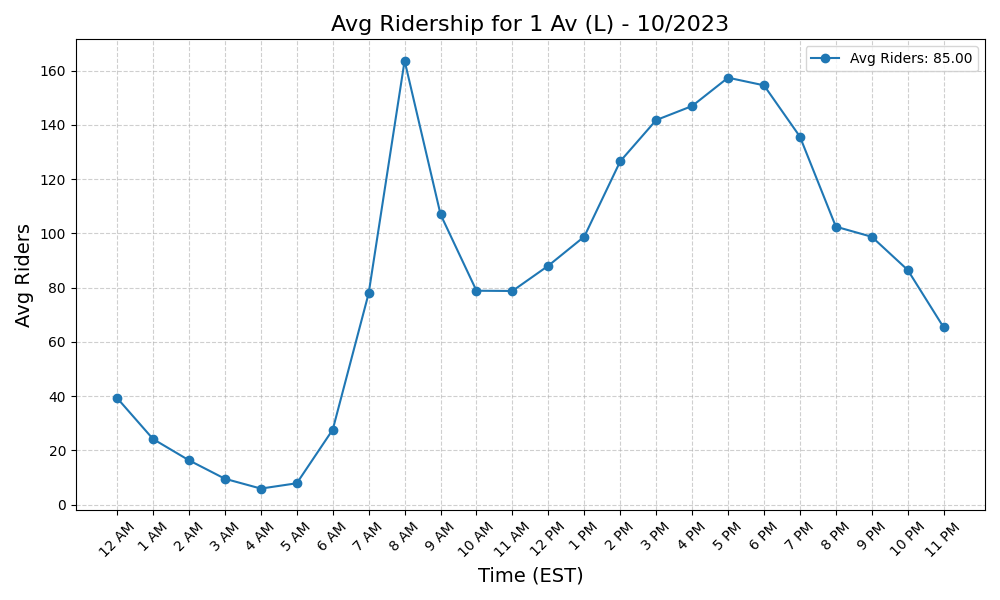 Avg Ridership for 1 Av (L) - 10/2023
Avg Riders: 85.00
Avg Riders
160
140
120
100
80
60
40
20
0
12 AM
1 AM
2 AM
3 AM
4 AM
5 AM
6 AM
7 AM
8 AM
9 AM
10 AM
11 AM
12 PM
1 PM
2 PM
3 PM
4 PM
5 PM
6 PM
7 PM
8 PM
9 PM
10 PM
11 PM
Time (EST)